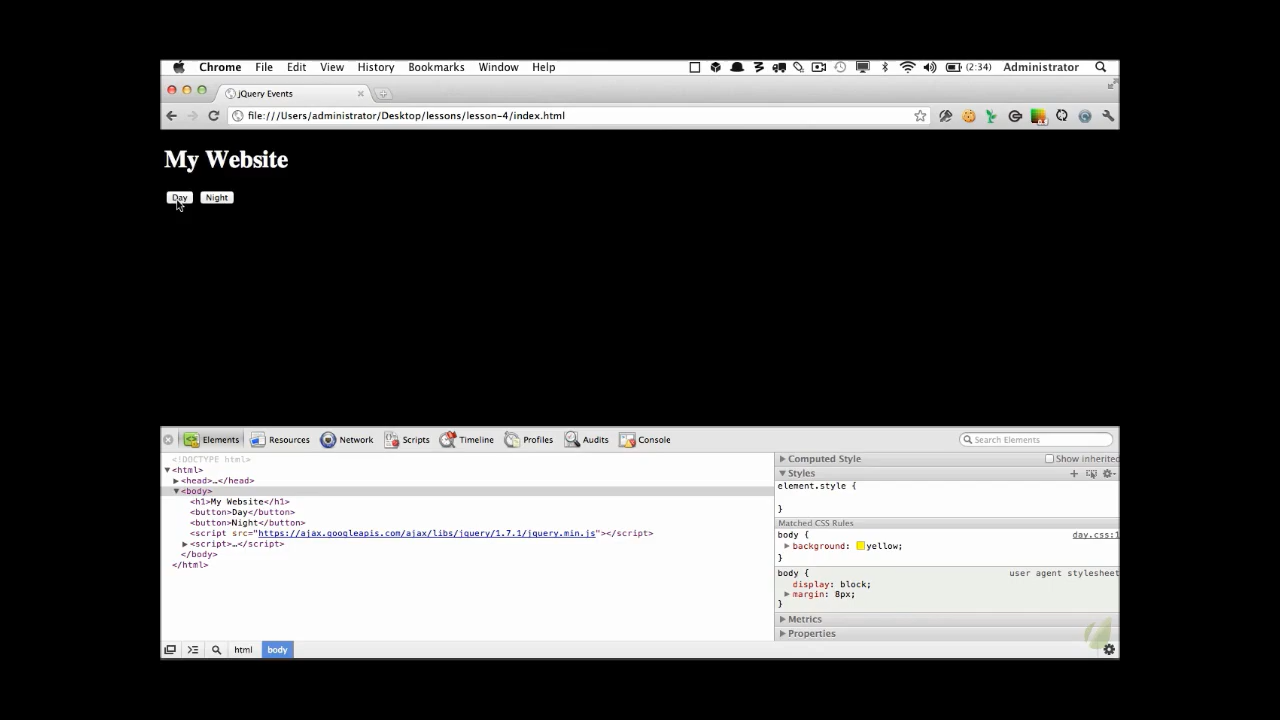 Chrome File Edit View History Bookmarks Window Help (2:34) Administrator
jQuery Events
file:///Users/administrator/Desktop/lessons/lesson-4/index.html
My Website
Day Night
Elements Resources Network Scripts Timeline Profiles Audits Console Search Elements
<!DOCTYPE html>
<html>
<head>…</head>
<body>
<h1>My Website</h1>
<button>Day</button>
<button>Night</button>
<script src="https://ajax.googleapis.com/ajax/libs/jquery/1.7.1/jquery.min.js"></script>
<script>…</script>
</body>
</html>
Computed Style Show inherited
Styles
element.style {
}
Matched CSS Rules
body { day.css:1
background: yellow;
}
body { user agent stylesheet
display: block;
margin: 8px;
}
Metrics
Properties
html body